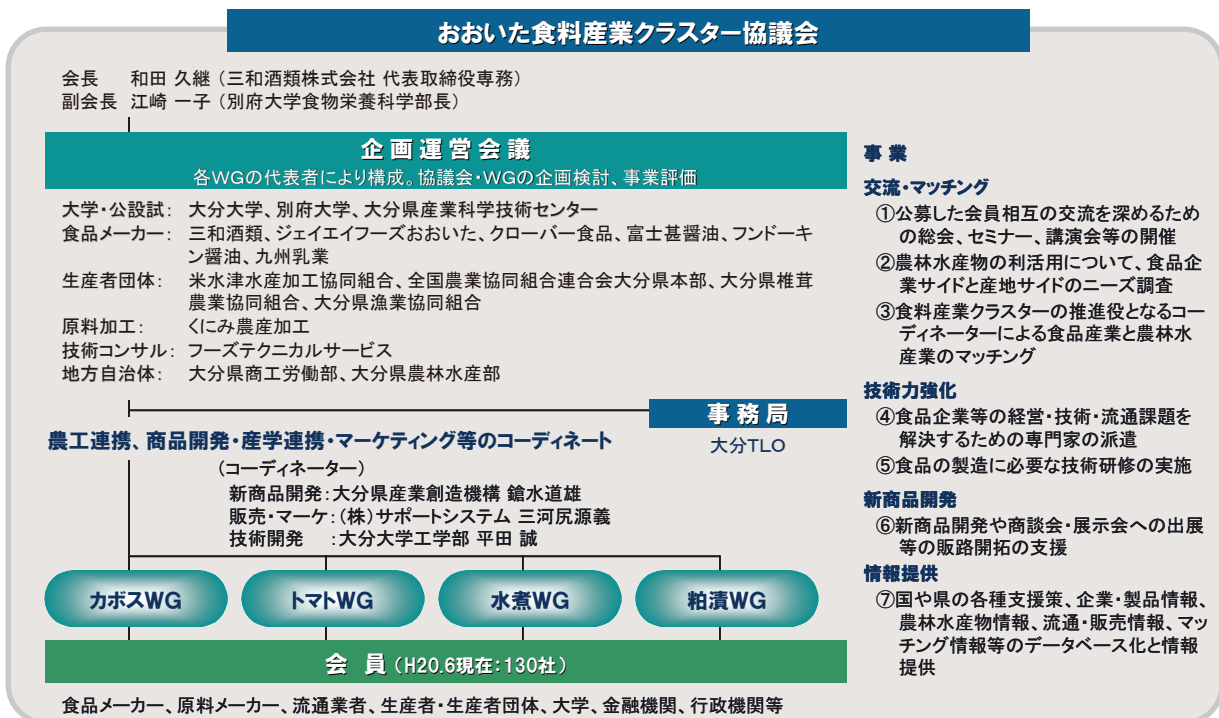 おおいた食料産業クラスター協議会
会長 和田 久継（三和酒類株式会社 代表取締役専務）
副会長 江崎 一子（別府大学食物栄養科学部長）
企画運営会議
各WGの代表者により構成。協議会・WGの企画検討、事業評価
大学・公設試： 大分大学、別府大学、大分県産業科学技術センター
食品メーカー： 三和酒類、ジェイエイフーズおおいた、クローバー食品、富士甚醤油、フンドーキ
ン醤油、九州乳業
生産者団体： 米水津水産加工協同組合、全国農業協同組合連合会大分県本部、大分県椎茸
農業協同組合、大分県漁業協同組合
原料加工： くにみ農産加工
技術コンサル： フーズテクニカルサービス
地方自治体： 大分県商工労働部、大分県農林水産部
事務局
大分TLO
農工連携、商品開発・産学連携・マーケティング等のコーディネート
（コーディネーター）
新商品開発：大分県産業創造機構 鎗水道雄
販売・マーケ：（株）サポートシステム 三河尻源義
技術開発 ：大分大学工学部 平田 誠
カボスWG
トマトWG
水煮WG
粕漬WG
会 員（H20.6現在：130社）
食品メーカー、原料メーカー、流通業者、生産者・生産者団体、大学、金融機関、行政機関等
事業
交流・マッチング
①公募した会員相互の交流を深めるため
の総会、セミナー、講演会等の開催
②農林水産物の利活用について、食品企
業サイドと産地サイドのニーズ調査
③食料産業クラスターの推進役となるコー
ディネーターによる食品産業と農林水
産業のマッチング
技術力強化
④食品企業等の経営・技術・流通課題を
解決するための専門家の派遣
⑤食品の製造に必要な技術研修の実施
新商品開発
⑥新商品開発や商談会・展示会への出展
等の販路開拓の支援
情報提供
⑦国や県の各種支援策、企業・製品情報、
農林水産物情報、流通・販売情報、マッ
チング情報等のデータベース化と情報
提供